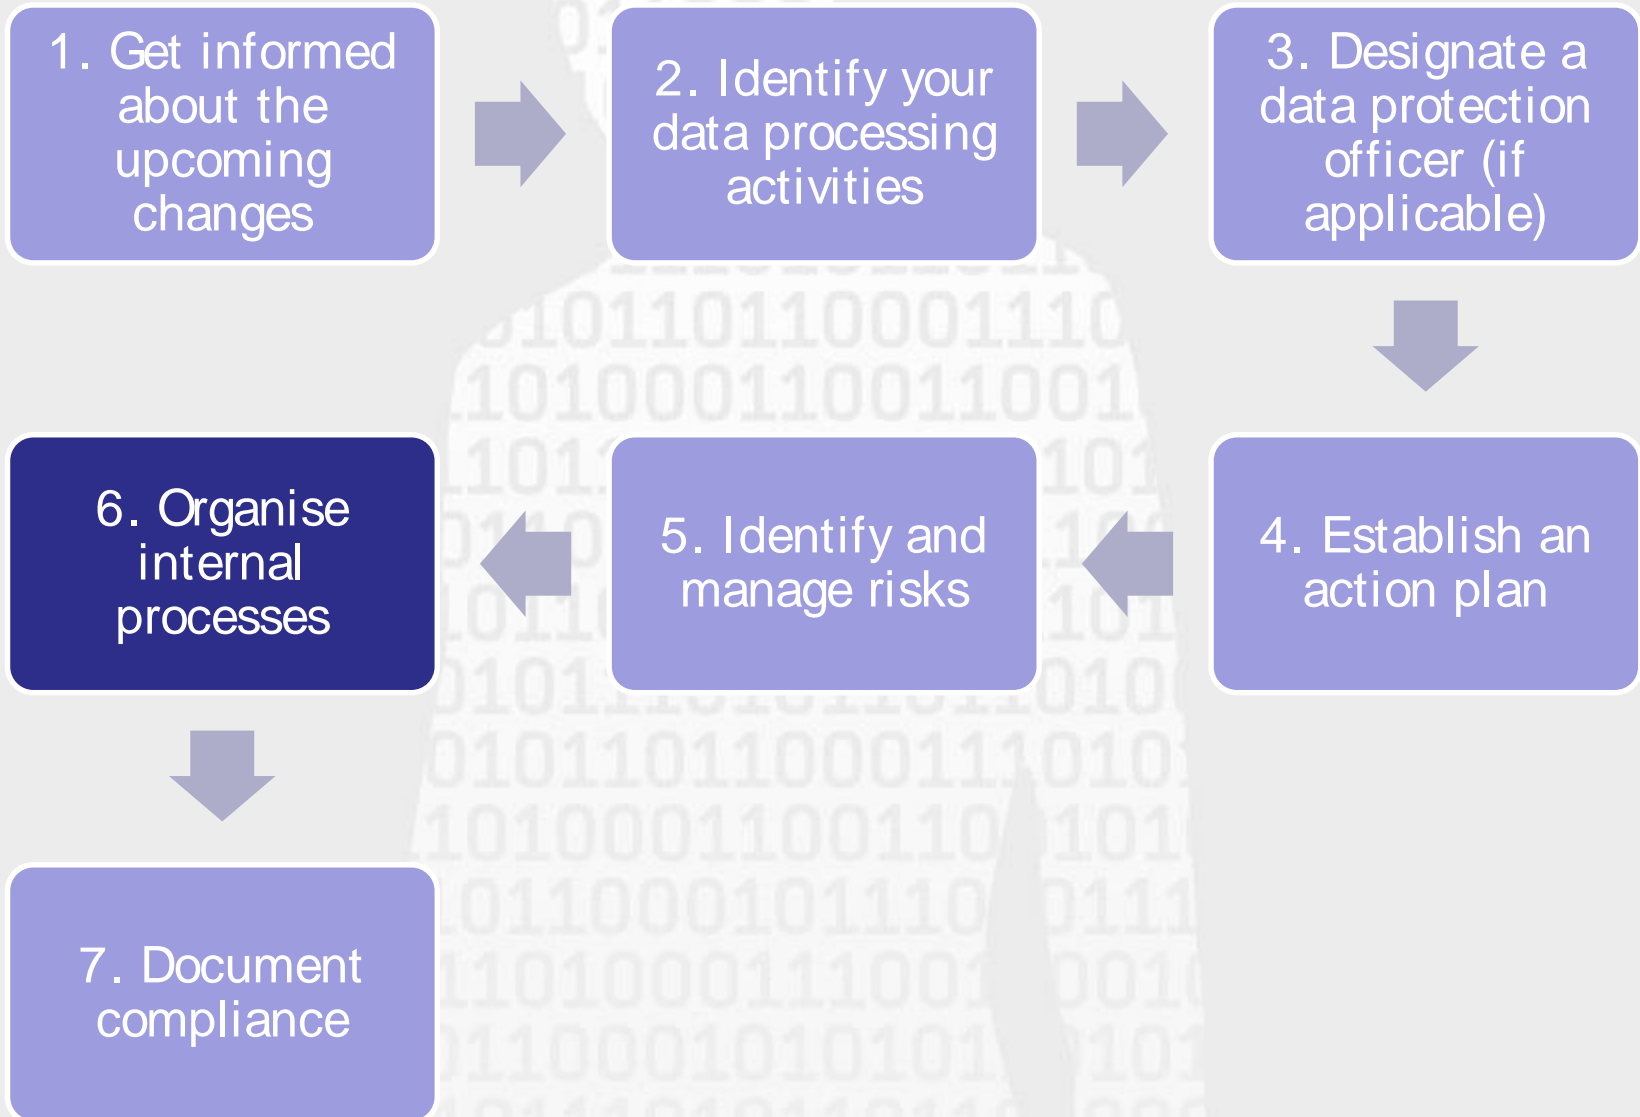 1. Get informed
about the
upcoming
changes
2. Identify your
data processing
activities
3. Designate a
data protection
officer (if
applicable)
4. Establish an
action plan
5. Identify and
manage risks
6. Organise
internal
processes
7. Document
compliance